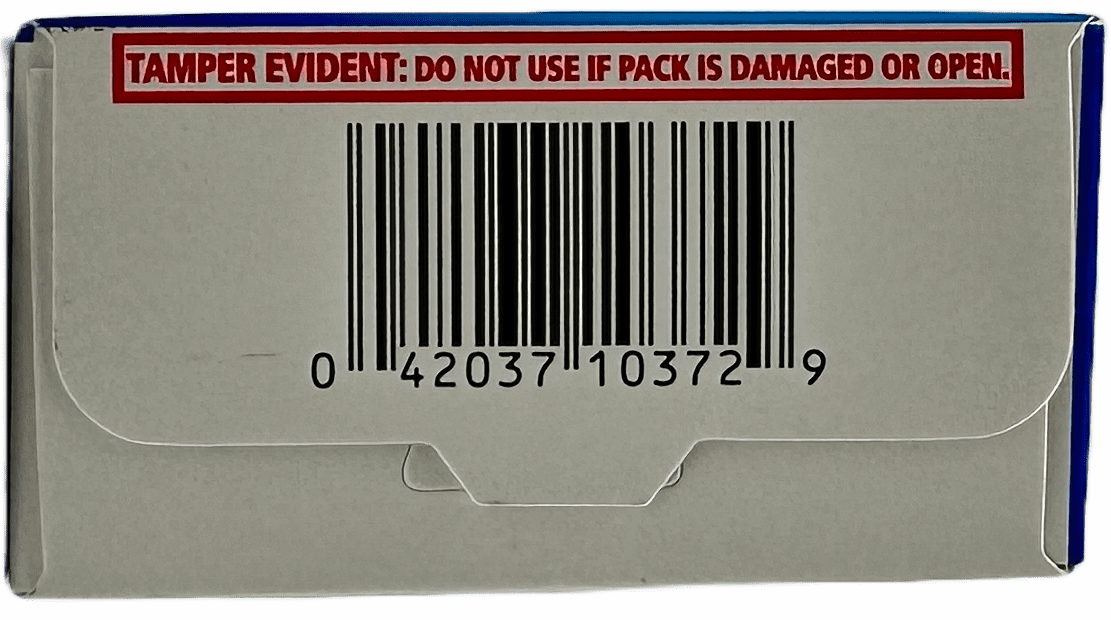 TAMPER EVIDENT: DO NOT USE IF PACK IS DAMAGED OR OPEN.
0 42037 10372 9